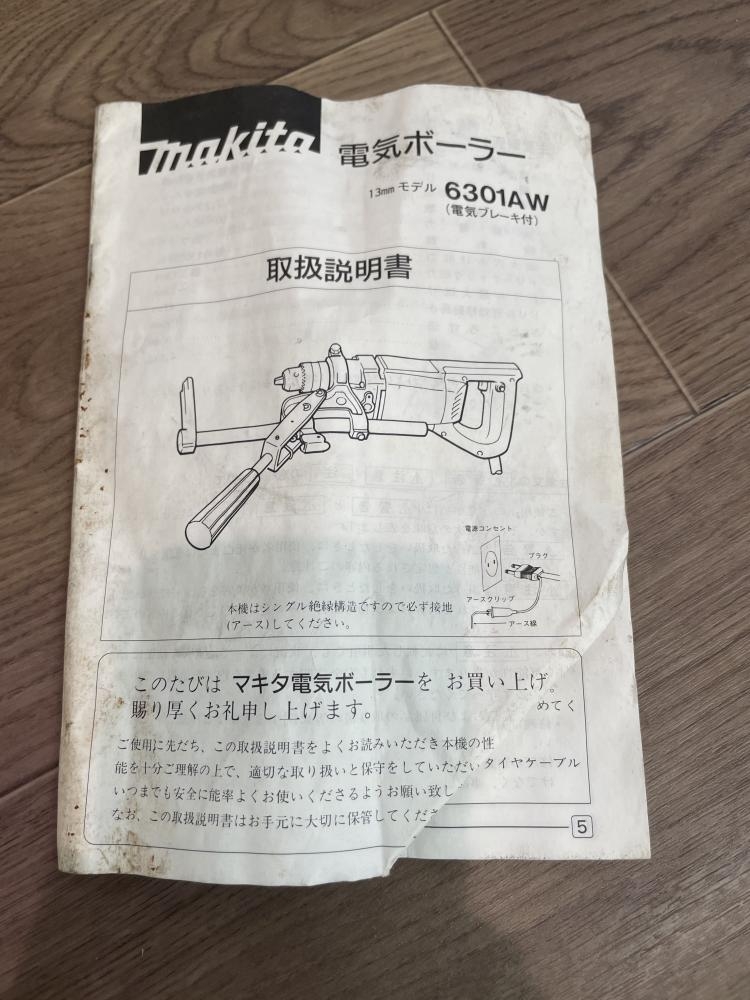 makita
電気ボーラー
13mm モデル 6301AW
(電気ブレーキ付)
取扱説明書
電源コンセント
プラグ
アースクリップ
アース線
本機はシングル絶縁構造ですので必ず接地
(アース)してください。
このたびは マキタ電気ボーラーを お買い上げ
賜り厚くお礼申し上げます。
めてく
ご使用に先だち、この取扱説明書をよくお読みいただき本機の性
能を十分ご理解の上で、適切な取り扱いと保守をしていただい
タイヤケーブル
いつまでも安全に能率よくお使いくださるようお願い致し
なお、この取扱説明書はお手元に大切に保管してくださ
5